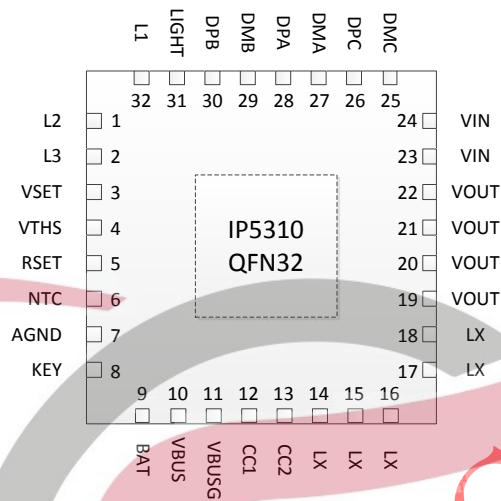 L1 LIGHT DPB DMB DPA DMA DPC DMC
32 31 30 29 28 27 26 25
L2 1 24 VIN
L3 2 23 VIN
VSET 3 22 VOUT
VTHS 4 21 VOUT
IP5310
QFN32
RSET 5 20 VOUT
NTC 6 19 VOUT
AGND 7 18 LX
KEY 8 17 LX
9 10 11 12 13 14 15 16
BAT VBUS VBUSG CC1 CC2 LX LX LX